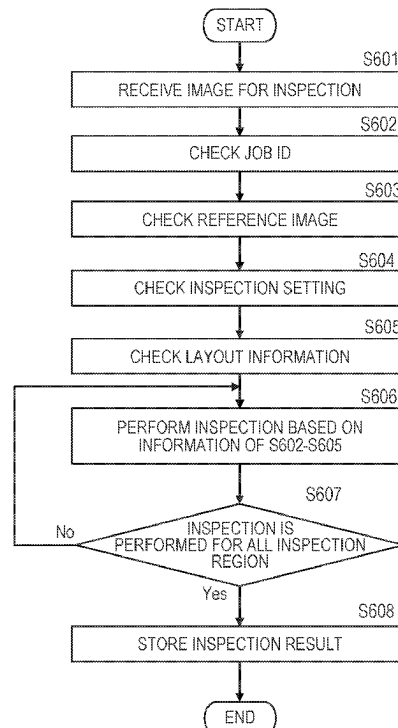 START
S601
RECEIVE IMAGE FOR INSPECTION
S602
CHECK JOB ID
S603
CHECK REFERENCE IMAGE
S604
CHECK INSPECTION SETTING
S605
CHECK LAYOUT INFORMATION
S606
PERFORM INSPECTION BASED ON
INFORMATION OF S602-S605
S607
INSPECTION IS
PERFORMED FOR ALL INSPECTION
REGION
No
Yes
S608
STORE INSPECTION RESULT
END